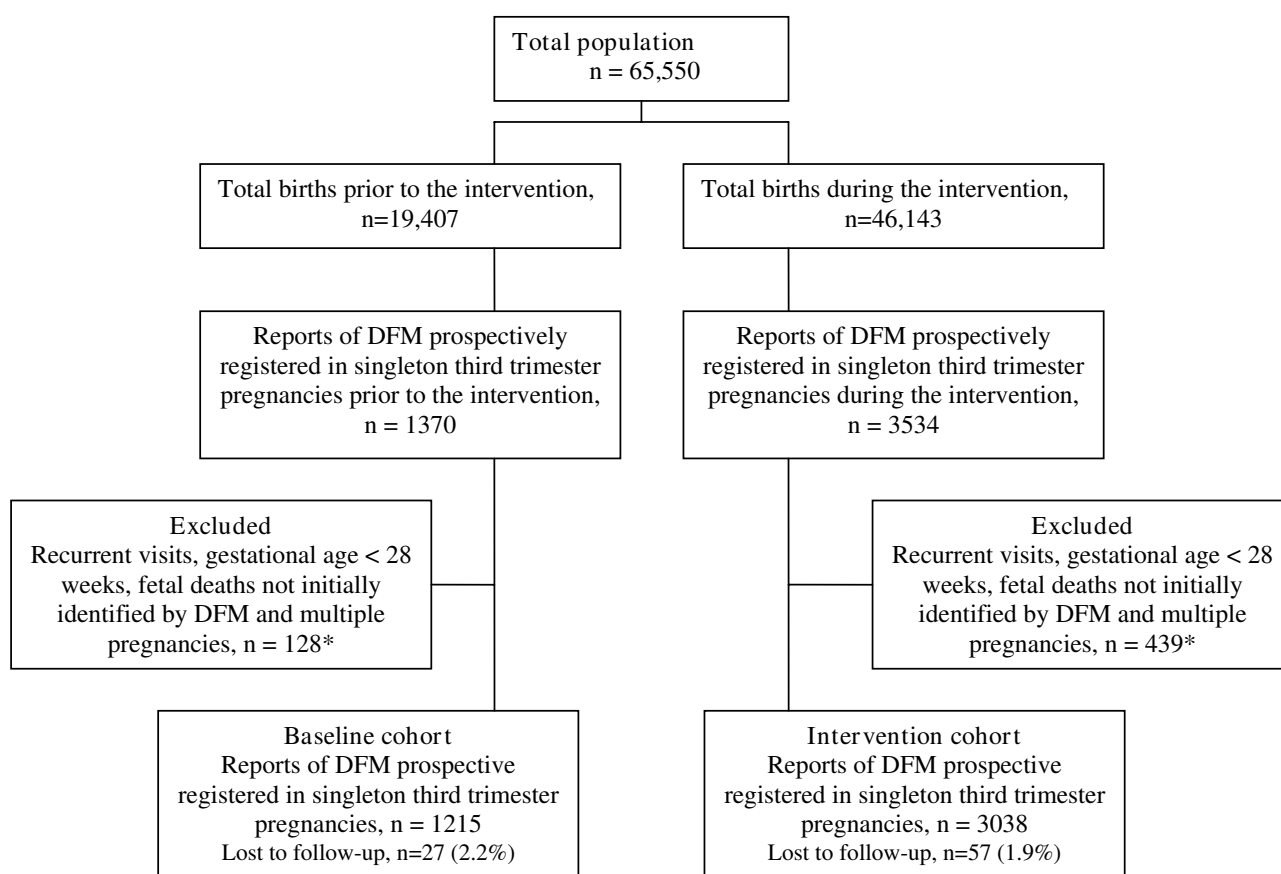 Total population
n = 65,550
Total births prior to the intervention,
n=19,407
Total births during the intervention,
n=46,143
Reports of DFM prospectively
registered in singleton third trimester
pregnancies prior to the intervention,
n = 1370
Reports of DFM prospectively
registered in singleton third trimester
pregnancies during the intervention,
n = 3534
Excluded
Recurrent visits, gestational age < 28
weeks, fetal deaths not initially
identified by DFM and multiple
pregnancies, n = 128*
Excluded
Recurrent visits, gestational age < 28
weeks, fetal deaths not initially
identified by DFM and multiple
pregnancies, n = 439*
Baseline cohort
Reports of DFM prospective
registered in singleton third trimester
pregnancies, n = 1215
Lost to follow-up, n=27 (2.2%)
Intervention cohort
Reports of DFM prospective
registered in singleton third trimester
pregnancies, n = 3038
Lost to follow-up, n=57 (1.9%)